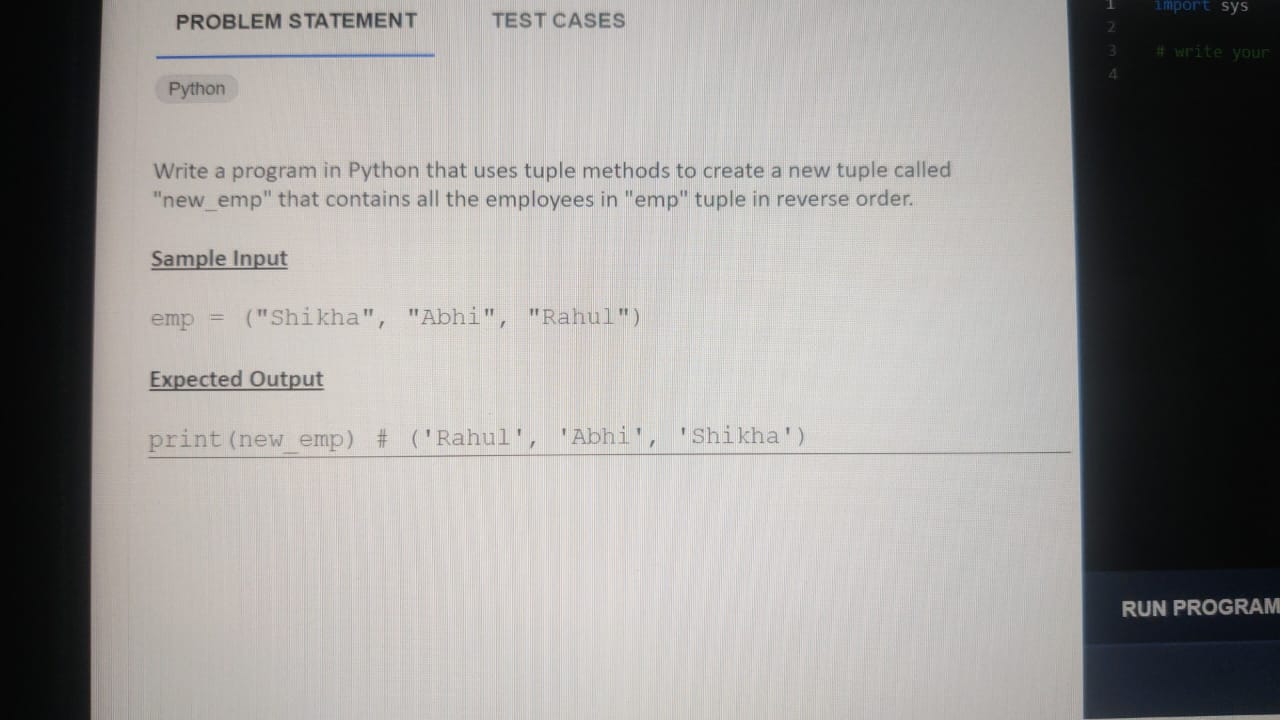 PROBLEM STATEMENT TEST CASES
Python
Write a program in Python that uses tuple methods to create a new tuple called
"new_emp" that contains all the employees in "emp" tuple in reverse order.
Sample Input
emp = ("Shikha", "Abhi", "Rahul")
Expected Output
print(new_emp) # ('Rahul', 'Abhi', 'Shikha')
1 import sys
2
3 # write your
4
RUN PROGRAM